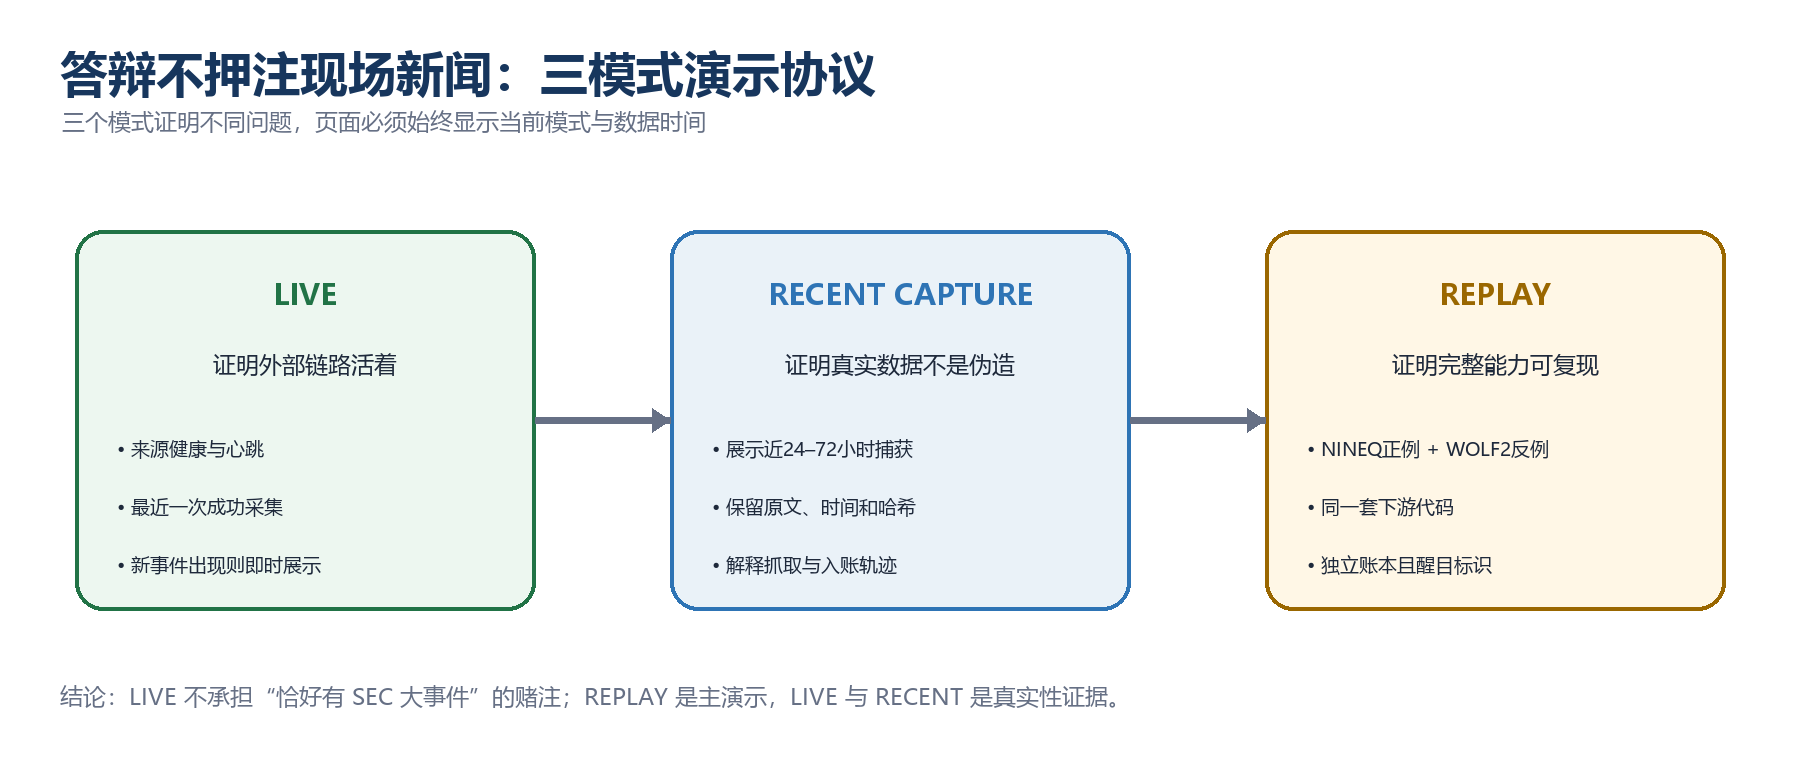 答辩不押注现场新闻：三模式演示协议
三个模式证明不同问题，页面必须始终显示当前模式与数据时间
LIVE
证明外部链路活着
• 来源健康与心跳
• 最近一次成功采集
• 新事件出现则即时展示
RECENT CAPTURE
证明真实数据不是伪造
• 展示近24–72小时捕获
• 保留原文、时间和哈希
• 解释抓取与入账轨迹
REPLAY
证明完整能力可复现
• NINEQ正例 + WOLF2反例
• 同一套下游代码
• 独立账本且醒目标识
结论：LIVE 不承担“恰好有 SEC 大事件”的赌注；REPLAY 是主演示，LIVE 与 RECENT 是真实性证据。